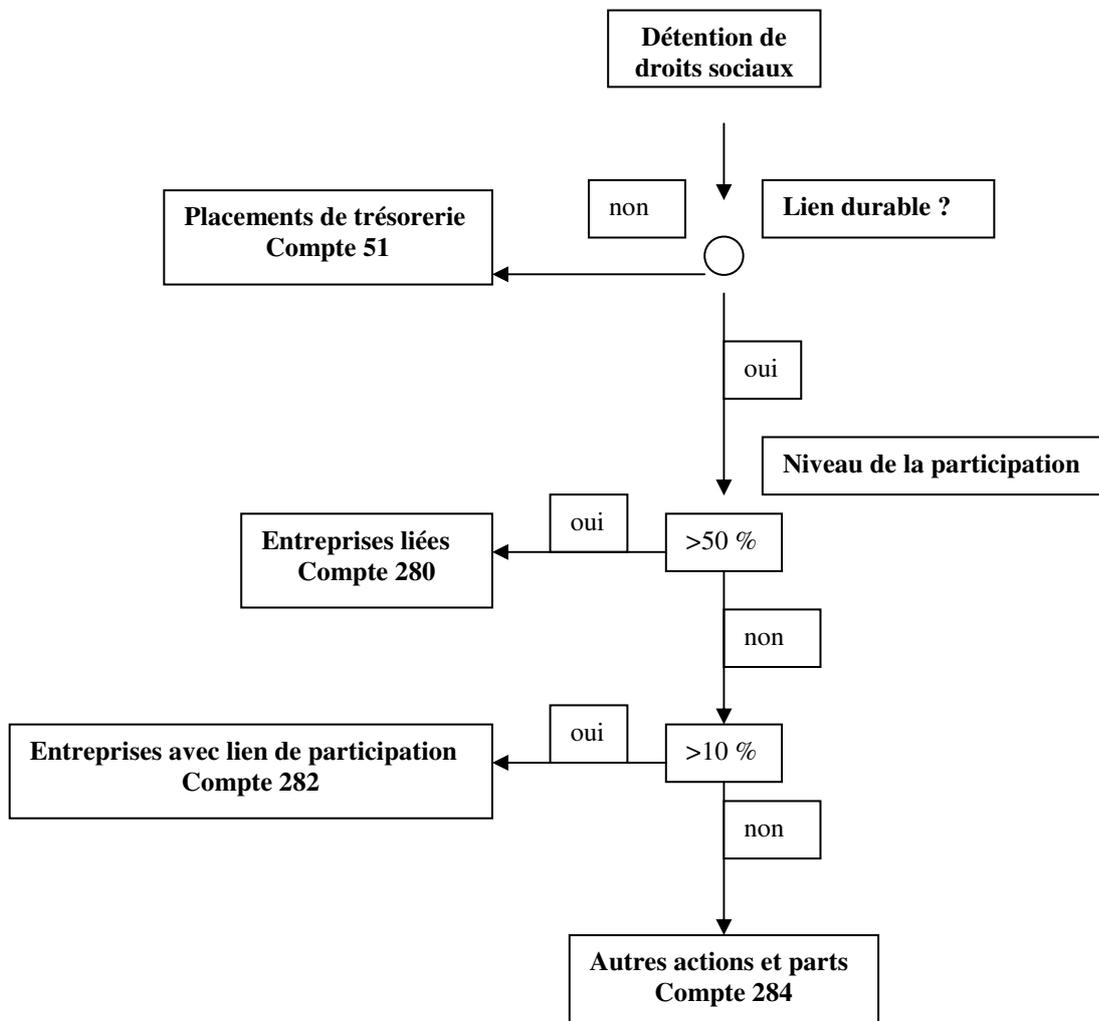 Détention de
droits sociaux
non
Lien durable ?
Placements de trésorerie
Compte 51
oui
Niveau de la participation
oui
>50 %
Entreprises liées
Compte 280
non
oui
>10 %
Entreprises avec lien de participation
Compte 282
non
Autres actions et parts
Compte 284